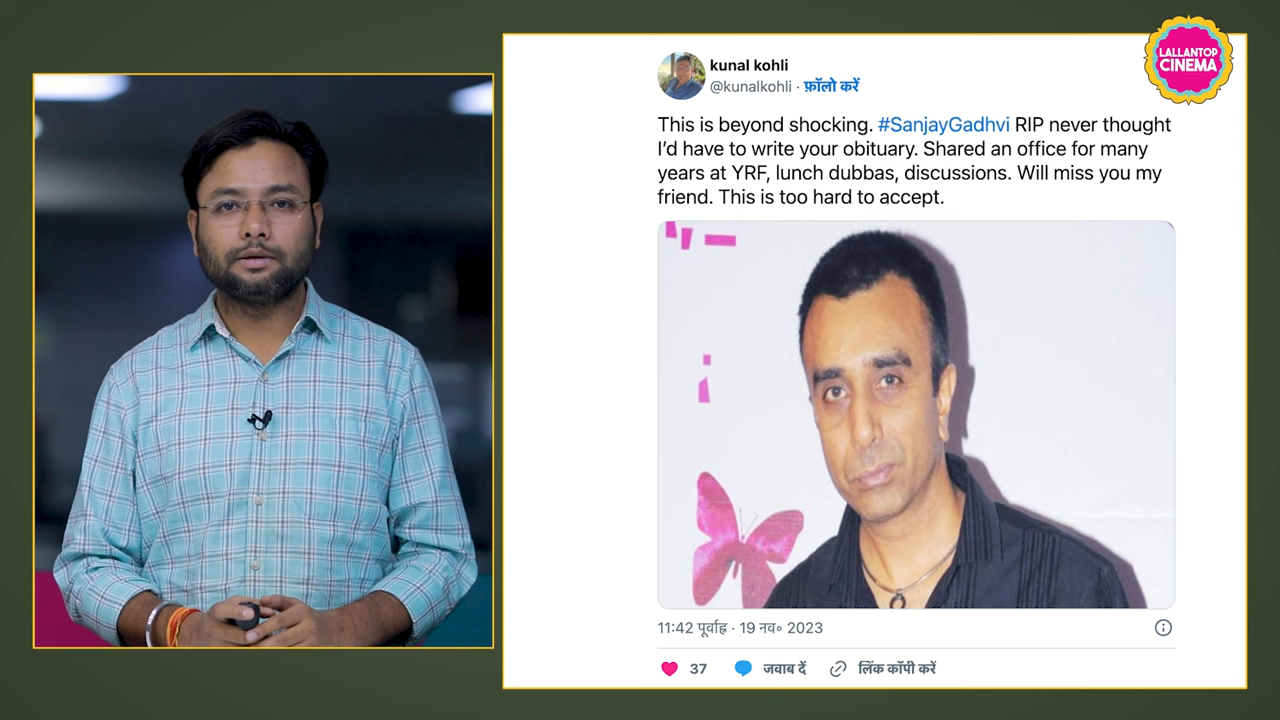 LALLANTOP
CINEMA
kunal kohli
@kunalkohli · फ़ॉलो करें
This is beyond shocking. #SanjayGadhvi RIP never thought
I'd have to write your obituary. Shared an office for many
years at YRF, lunch dubbas, discussions. Will miss you my
friend. This is too hard to accept.
11:42 पूर्वाह्न · 19 नव॰ 2023
37 जवाब दें लिंक कॉपी करें